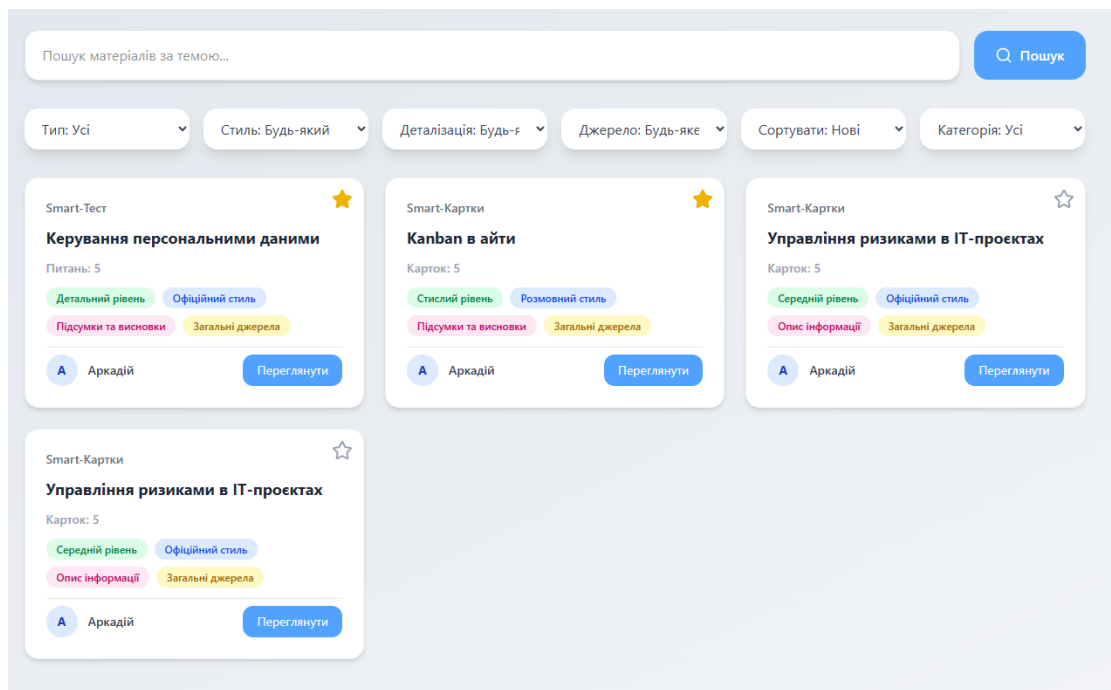 Пошук матеріалів за темою...
Пошук
Тип: Усі
Стиль: Будь-який
Деталізація: Будь-я
Джерело: Будь-яке
Сортувати: Нові
Категорія: Усі
Smart-Тест
Керування персональними даними
Питань: 5
Детальний рівень
Офіційний стиль
Підсумки та висновки
Загальні джерела
А
Аркадій
Переглянути
Smart-Картки
Kanban в айти
Карток: 5
Стислий рівень
Розмовний стиль
Підсумки та висновки
Загальні джерела
А
Аркадій
Переглянути
Smart-Картки
Управління ризиками в ІТ-проєктах
Карток: 5
Середній рівень
Офіційний стиль
Опис інформації
Загальні джерела
А
Аркадій
Переглянути
Smart-Картки
Управління ризиками в ІТ-проєктах
Карток: 5
Середній рівень
Офіційний стиль
Опис інформації
Загальні джерела
А
Аркадій
Переглянути